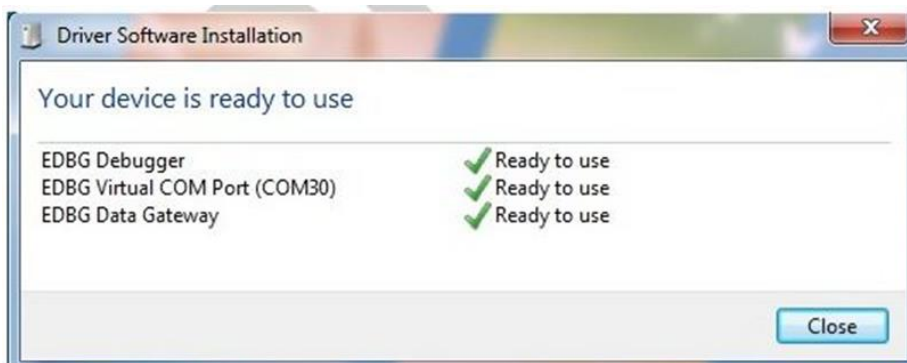 Driver Software Installation
Your device is ready to use
EDBG Debugger Ready to use
EDBG Virtual COM Port (COM30) Ready to use
EDBG Data Gateway Ready to use
Close